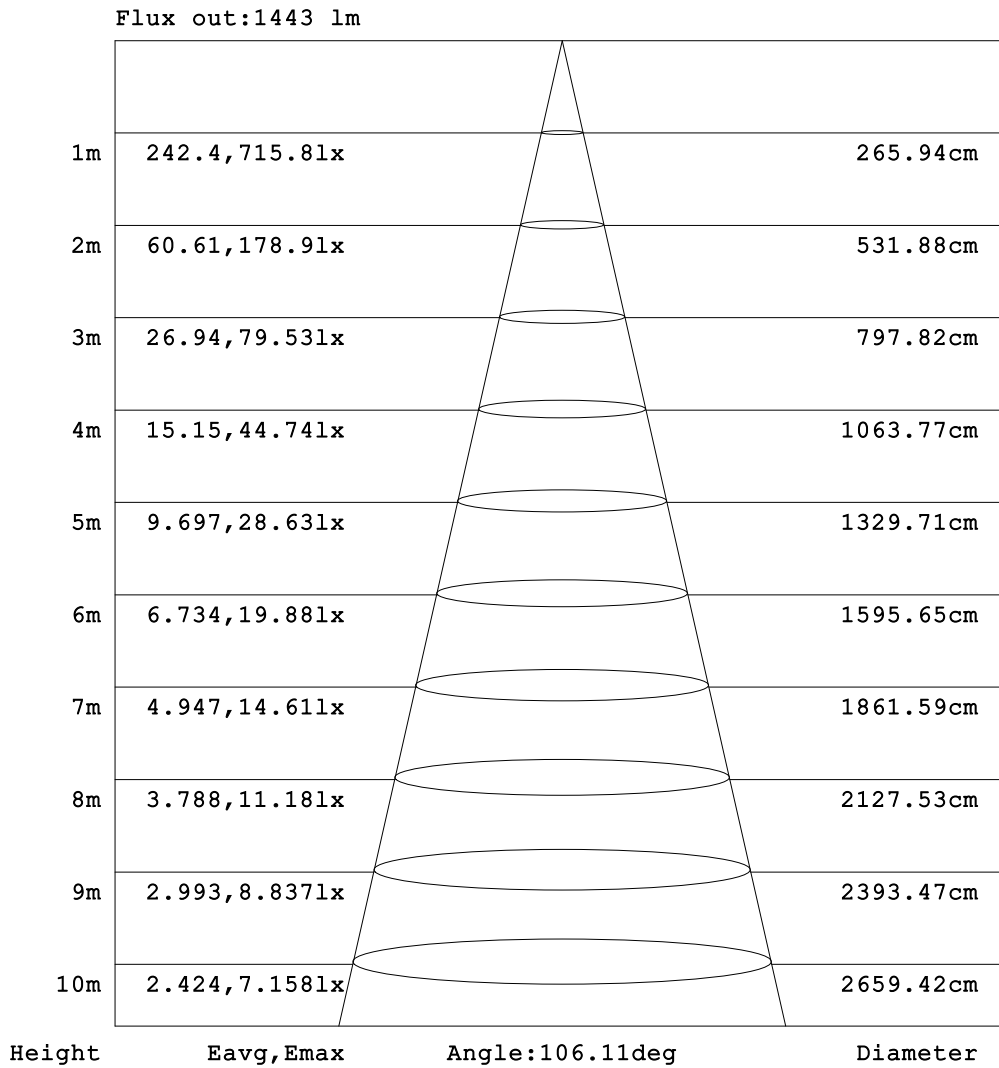 Flux out:1443 lm
1m 242.4,715.8lx 265.94cm
2m 60.61,178.9lx 531.88cm
3m 26.94,79.53lx 797.82cm
4m 15.15,44.74lx 1063.77cm
5m 9.697,28.63lx 1329.71cm
6m 6.734,19.88lx 1595.65cm
7m 4.947,14.61lx 1861.59cm
8m 3.788,11.18lx 2127.53cm
9m 2.993,8.837lx 2393.47cm
10m 2.424,7.158lx 2659.42cm
Height Eavg,Emax Angle:106.11deg Diameter